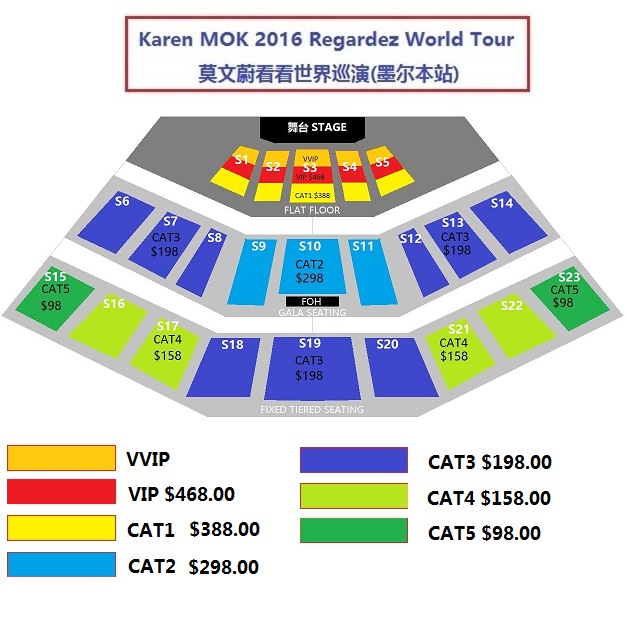 Karen MOK 2016 Regardez World Tour
莫文蔚看看世界巡演(墨尔本站)
舞台 STAGE
S1
S2
VVIP
S3
VIP $468
CAT1 $388
S4
S5
FLAT FLOOR
S6
S7
CAT3
$198
S8
S9
S10
CAT2
$298
S11
S12
S13
CAT3
$198
S14
FOH
GALA SEATING
S15
CAT5
$98
S16
S17
CAT4
$158
S18
S19
CAT3
$198
S20
S21
CAT4
$158
S22
S23
CAT5
$98
FIXED TIERED SEATING
VVIP
VIP $468.00
CAT1 $388.00
CAT2 $298.00
CAT3 $198.00
CAT4 $158.00
CAT5 $98.00